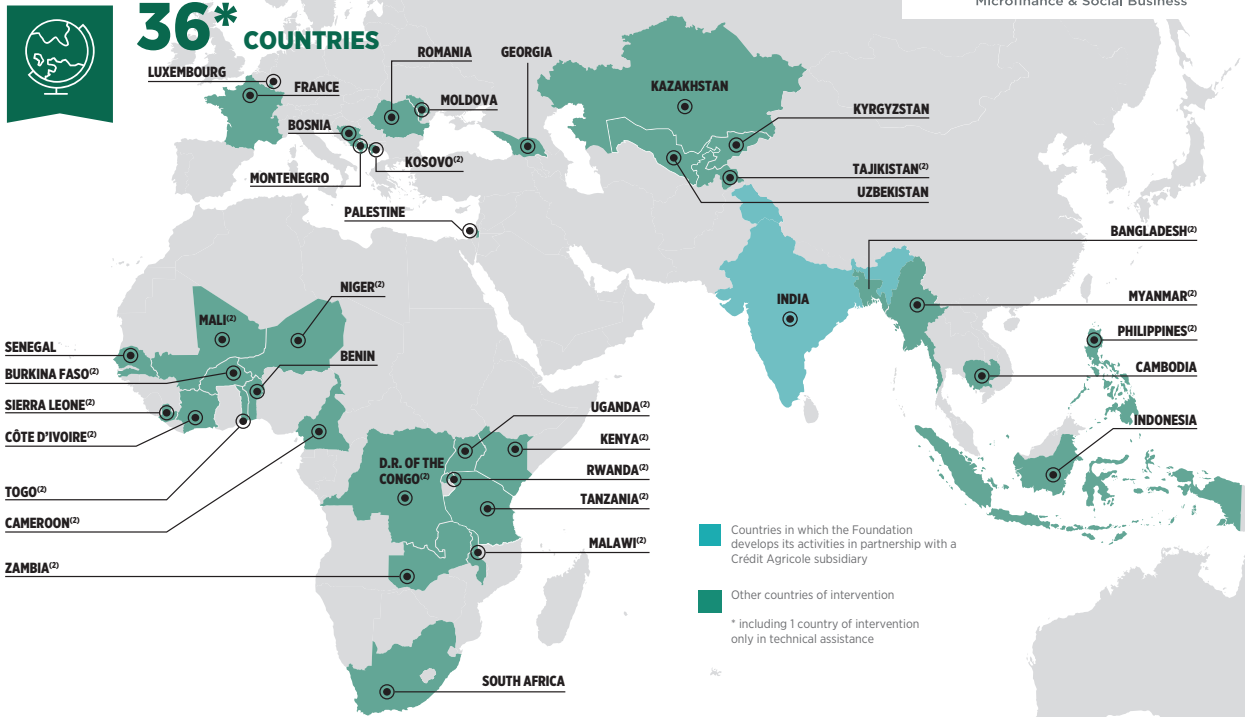 Microfinance & Social Business
36* COUNTRIES
ROMANIA
GEORGIA
LUXEMBOURG
FRANCE
KAZAKHSTAN
MOLDOVA
KYRGYZSTAN
BOSNIA
KOSOVO(2)
TAJIKISTAN(2)
MONTENEGRO
UZBEKISTAN
PALESTINE
BANGLADESH(2)
NIGER(2)
INDIA
MYANMAR(2)
MALI(2)
PHILIPPINES(2)
SENEGAL
BENIN
BURKINA FASO(2)
CAMBODIA
SIERRA LEONE(2)
UGANDA(2)
INDONESIA
CÔTE D'IVOIRE(2)
KENYA(2)
D.R. OF THE
CONGO(2)
RWANDA(2)
TOGO(2)
TANZANIA(2)
CAMEROON(2)
MALAWI(2)
ZAMBIA(2)
SOUTH AFRICA
Countries in which the Foundation
develops its activities in partnership with a
Crédit Agricole subsidiary
Other countries of intervention
* including 1 country of intervention
only in technical assistance